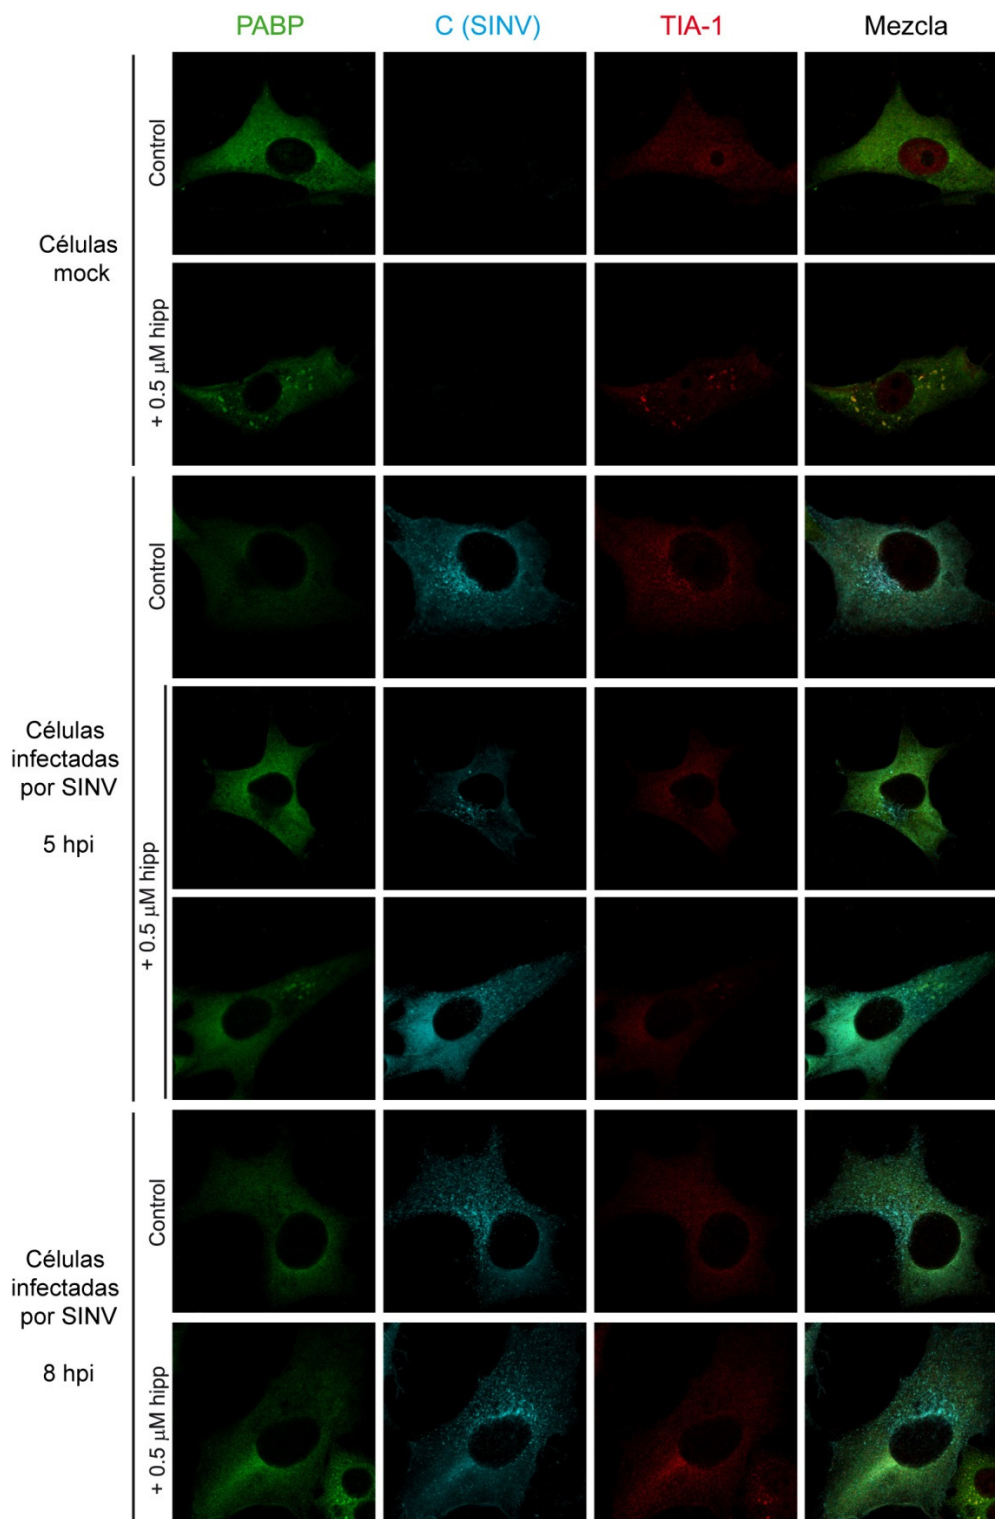 PABP
C (SINV)
TIA-1
Mezcla
Células
mock
Control
+ 0.5 µM hipp
Células
infectadas
por SINV
5 hpi
Control
+ 0.5 µM hipp
Células
infectadas
por SINV
8 hpi
Control
+ 0.5 µM hipp